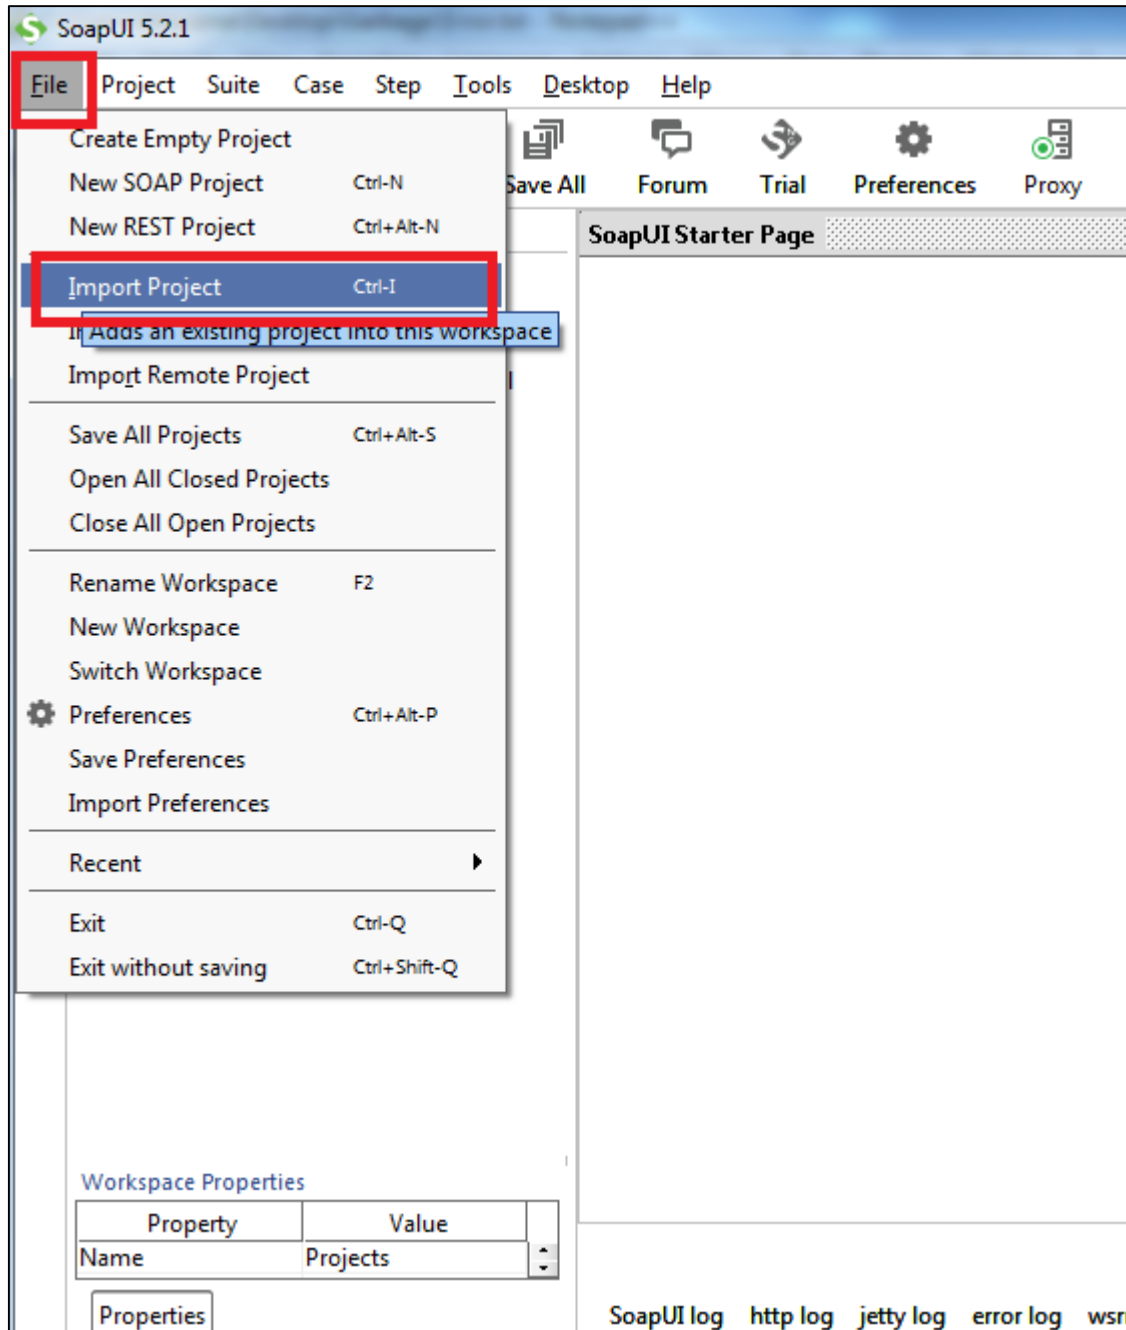 SoapUI 5.2.1
File Project Suite Case Step Tools Desktop Help
Create Empty Project
New SOAP Project Ctrl-N
New REST Project Ctrl+Alt-N
Save All Forum Trial Preferences Proxy
SoapUI Starter Page
Import Project Ctrl-I
Adds an existing project into this workspace
Import Remote Project
Save All Projects Ctrl+Alt-S
Open All Closed Projects
Close All Open Projects
Rename Workspace F2
New Workspace
Switch Workspace
Preferences Ctrl+Alt-P
Save Preferences
Import Preferences
Recent
Exit Ctrl-Q
Exit without saving Ctrl+Shift-Q
Workspace Properties
Property Value
Name Projects
Properties
SoapUI log http log jetty log error log